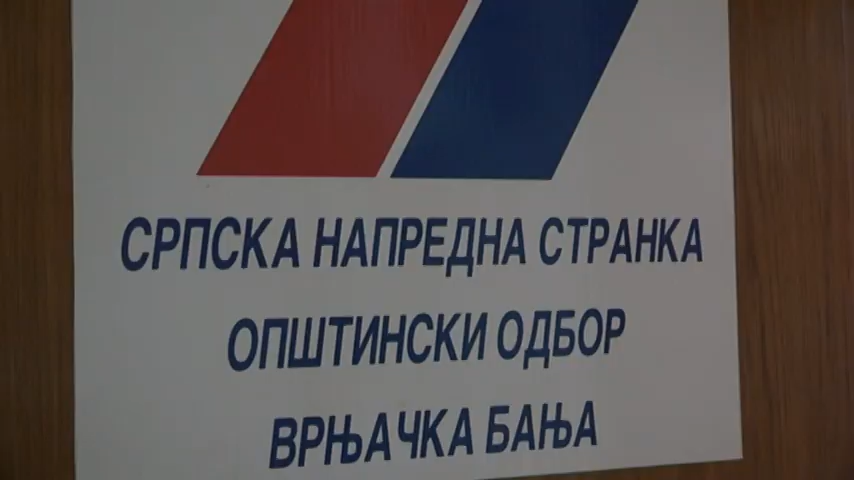 СРПСКА НАПРЕДНА СТРАНКА
ОПШТИНСКИ ОДБОР
ВРЊАЧКА БАЊА